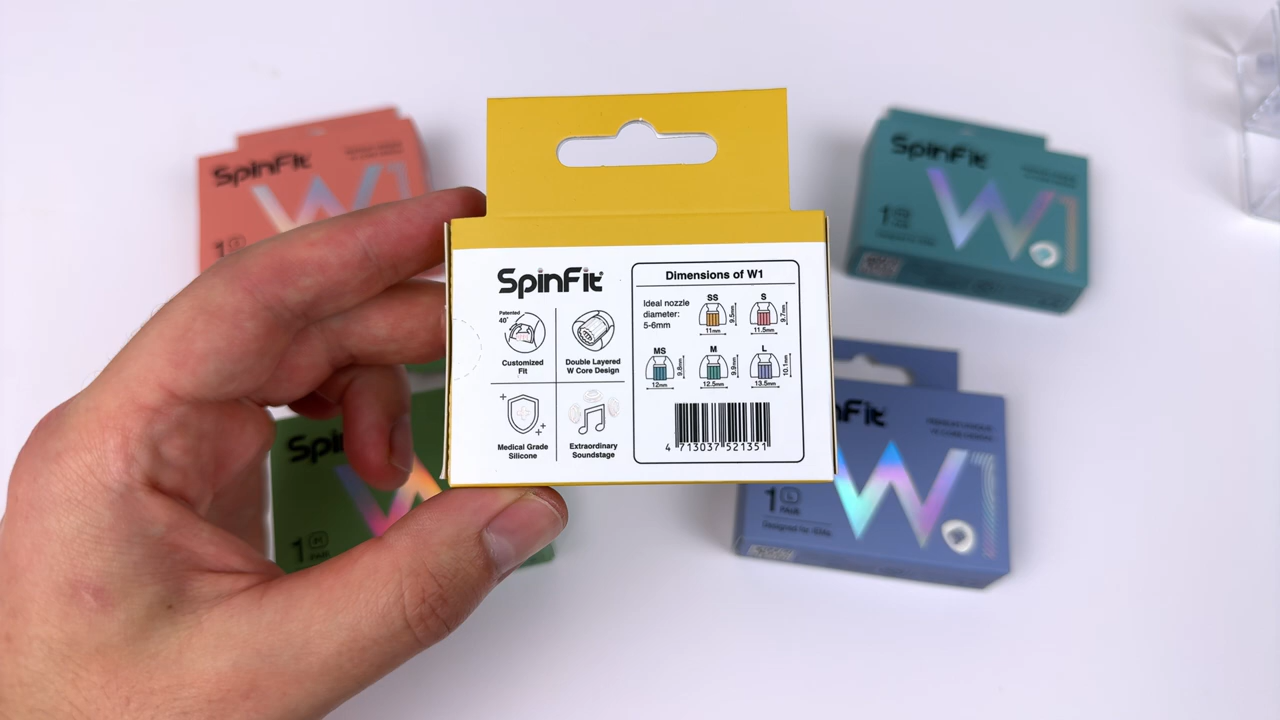 SpinFit
Patented
40°
Customized
Fit
Double Layered
W Core Design
Medical Grade
Silicone
Extraordinary
Soundstage
Dimensions of W1
Ideal nozzle
diameter:
5-6mm
SS
9.5mm
11mm
S
9.7mm
11.5mm
MS
9.8mm
12mm
M
9.9mm
12.5mm
L
10.1mm
13.5mm
4 713037 521351
SpinFit
W1
1
SpinFit
W1
1
Spin
W
1 M
PAIR
nFit
W1
1 L
PAIR
Designed for IEMs